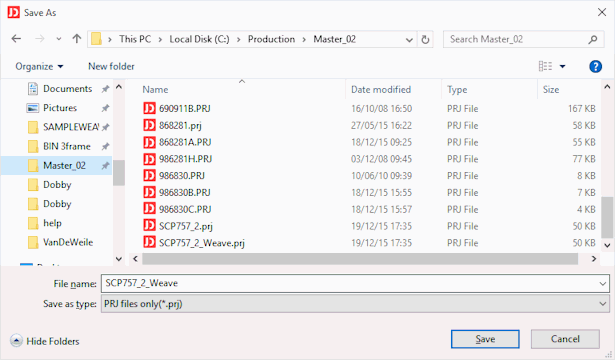 Save As
This PC > Local Disk (C:) > Production > Master_02
Search Master_02
Organize New folder
Documents
Pictures
SAMPLEWEAV
BIN 3frame
Master_02
Dobby
Dobby
help
VanDeWeile
Name Date modified Type Size
690911B.PRJ 16/10/08 16:50 PRJ File 167 KB
868281.prj 27/05/15 16:22 PRJ File 58 KB
868281A.PRJ 18/12/15 09:25 PRJ File 55 KB
986281H.PRJ 03/12/08 09:45 PRJ File 77 KB
986830.PRJ 10/06/10 09:39 PRJ File 8 KB
986830B.PRJ 18/12/15 15:55 PRJ File 7 KB
986830C.PRJ 18/12/15 15:57 PRJ File 4 KB
SCP757_2.prj 19/12/15 17:35 PRJ File 50 KB
SCP757_2_Weave.prj 19/12/15 17:35 PRJ File 50 KB
File name: SCP757_2_Weave
Save as type: PRJ files only(*.prj)
Hide Folders
Save Cancel